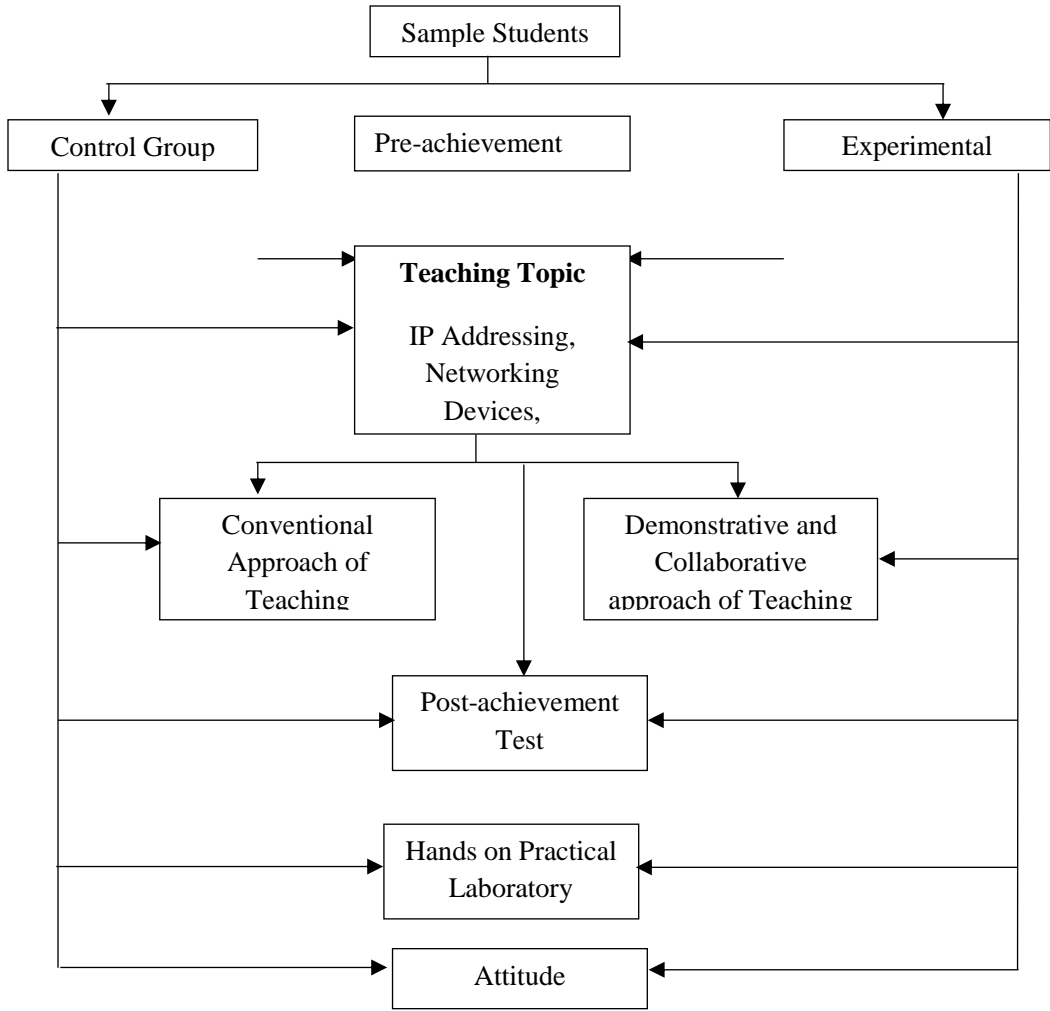 Sample Students
Control Group
Pre-achievement
Experimental
Teaching Topic
IP Addressing,
Networking
Devices,
Conventional
Approach of
Teaching
Demonstrative and
Collaborative
approach of Teaching
Post-achievement
Test
Hands on Practical
Laboratory
Attitude